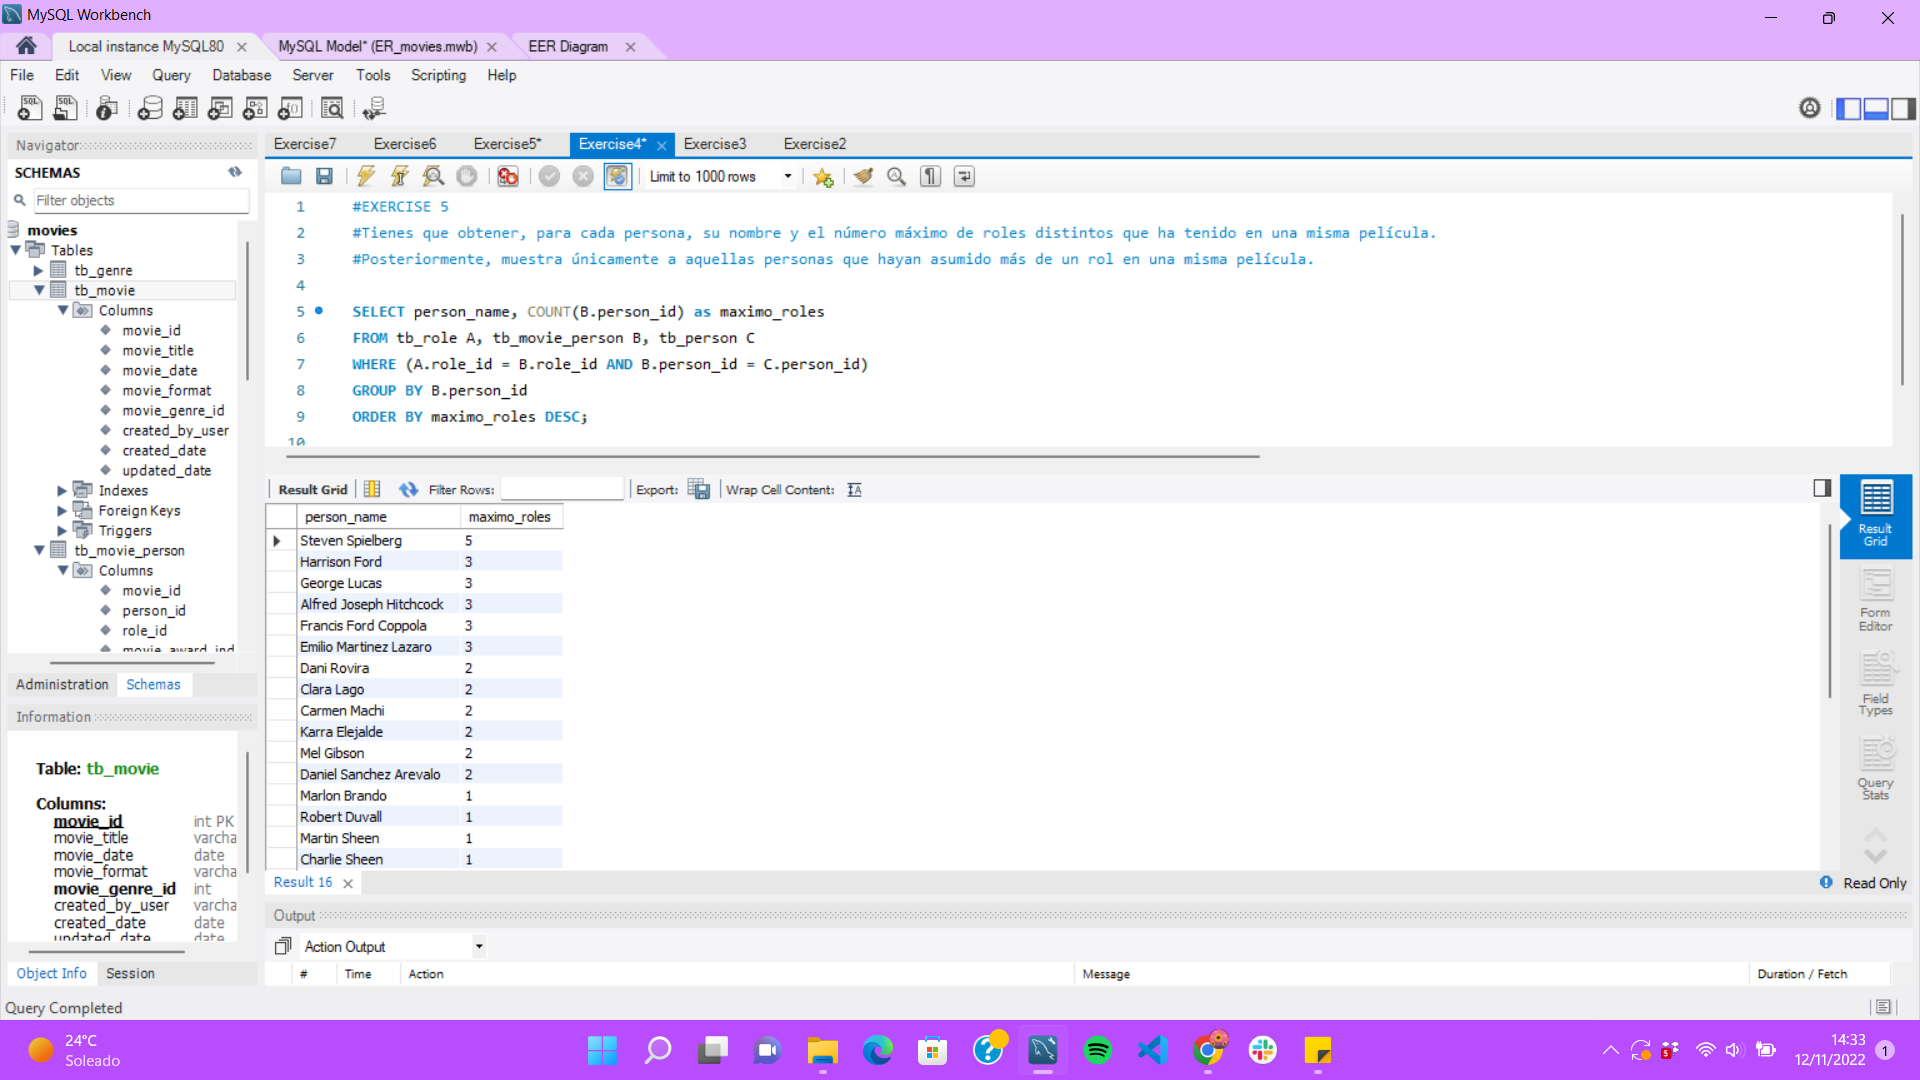 MySQL Workbench
Local instance MySQL80
MySQL Model* (ER_movies.mwb)
EER Diagram
File Edit View Query Database Server Tools Scripting Help
Navigator
SCHEMAS
Filter objects
movies
Tables
tb_genre
tb_movie
Columns
movie_id
movie_title
movie_date
movie_format
movie_genre_id
created_by_user
created_date
updated_date
Indexes
Foreign Keys
Triggers
tb_movie_person
Columns
movie_id
person_id
role_id
movie_award_ind
Administration Schemas
Information
Table: tb_movie
Columns:
movie_id int PK
movie_title varcha
movie_date date
movie_format varcha
movie_genre_id int
created_by_user varcha
created_date date
updated_date date
Object Info Session
Query Completed
Exercise7 Exercise6 Exercise5* Exercise4* Exercise3 Exercise2
Limit to 1000 rows
1 #EXERCISE 5
2 #Tienes que obtener, para cada persona, su nombre y el número máximo de roles distintos que ha tenido en una misma película.
3 #Posteriormente, muestra únicamente a aquellas personas que hayan asumido más de un rol en una misma película.
4
5 SELECT person_name, COUNT(B.person_id) as maximo_roles
6 FROM tb_role A, tb_movie_person B, tb_person C
7 WHERE (A.role_id = B.role_id AND B.person_id = C.person_id)
8 GROUP BY B.person_id
9 ORDER BY maximo_roles DESC;
10
Result Grid Filter Rows: Export: Wrap Cell Content:
person_name maximo_roles
Steven Spielberg 5
Harrison Ford 3
George Lucas 3
Alfred Joseph Hitchcock 3
Francis Ford Coppola 3
Emilio Martinez Lazaro 3
Dani Rovira 2
Clara Lago 2
Carmen Machi 2
Karra Elejalde 2
Mel Gibson 2
Daniel Sanchez Arevalo 2
Marlon Brando 1
Robert Duvall 1
Martin Sheen 1
Charlie Sheen 1
Result Grid
Form Editor
Field Types
Query Stats
Result 16
Read Only
Output
Action Output
# Time Action Message Duration / Fetch
24°C
Soleado
14:33
12/11/2022
1